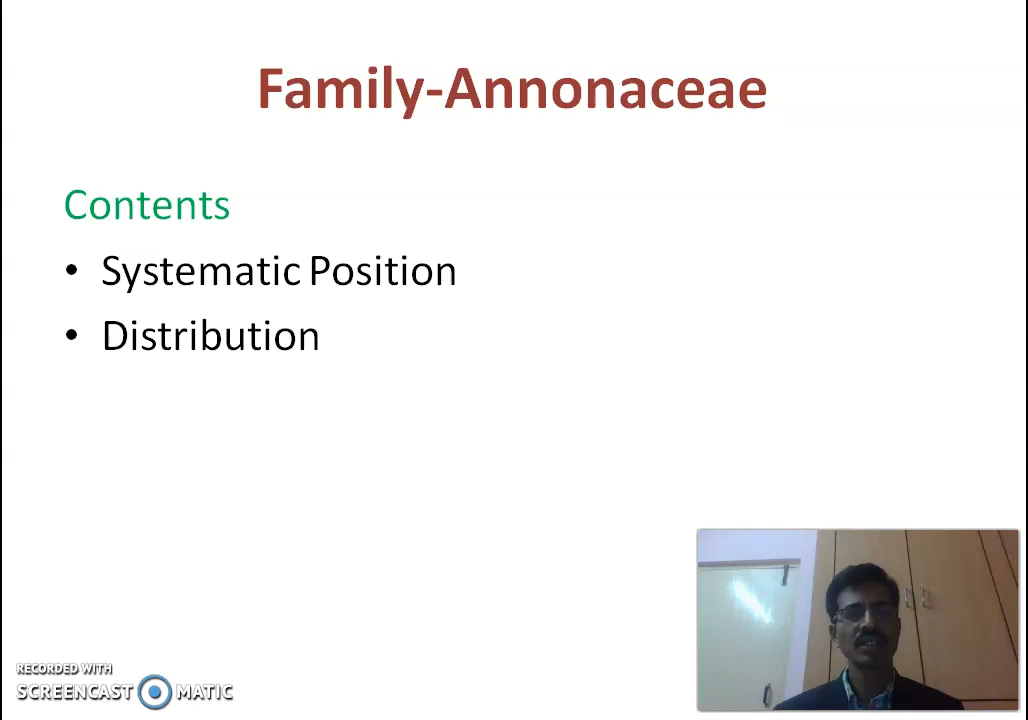 Family-Annonaceae
Contents
• Systematic Position
• Distribution
RECORDED WITH
SCREENCAST MATIC